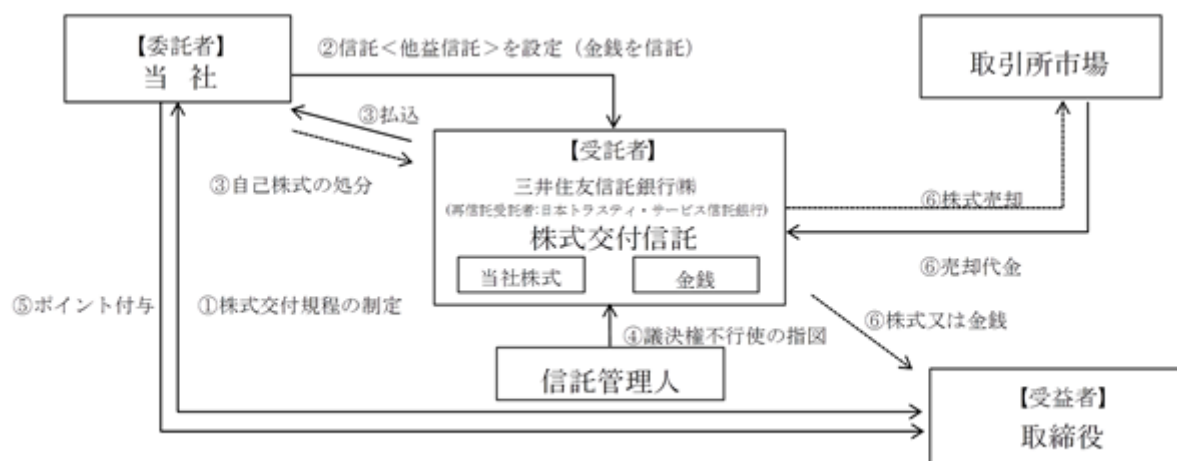 【委託者】
当 社
②信託＜他益信託＞を設定（金銭を信託）
取引所市場
③払込
③自己株式の処分
【受託者】
三井住友信託銀行㈱
(再信託受託者:日本トラスティ・サービス信託銀行)
株式交付信託
当社株式
金銭
⑥株式売却
⑥売却代金
⑤ポイント付与
①株式交付規程の制定
④議決権不行使の指図
⑥株式又は金銭
信託管理人
【受益者】
取締役